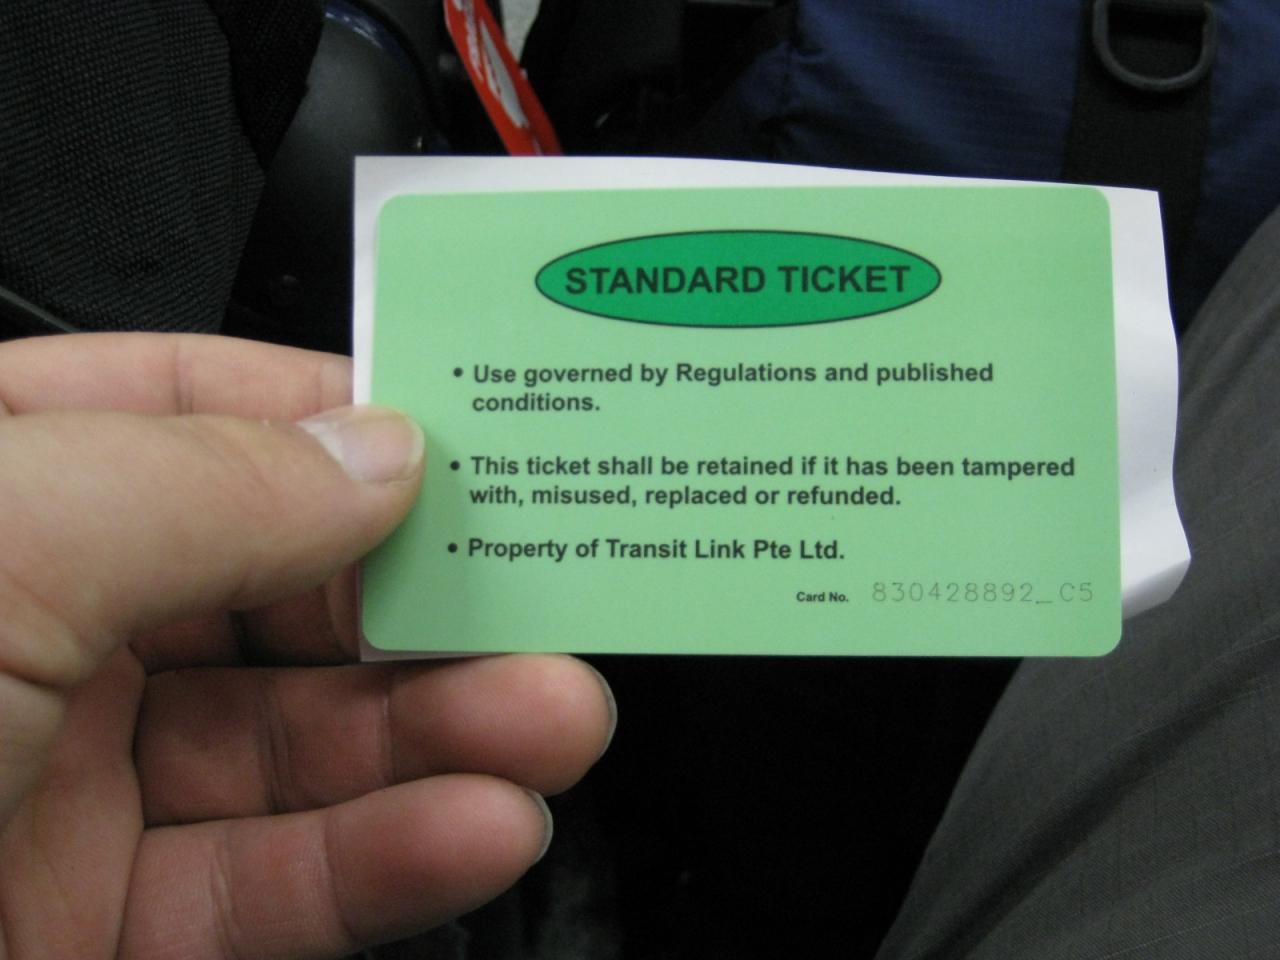 STANDARD TICKET
• Use governed by Regulations and published
conditions.
• This ticket shall be retained if it has been tampered
with, misused, replaced or refunded.
• Property of Transit Link Pte Ltd.
Card No. 830428892_C5